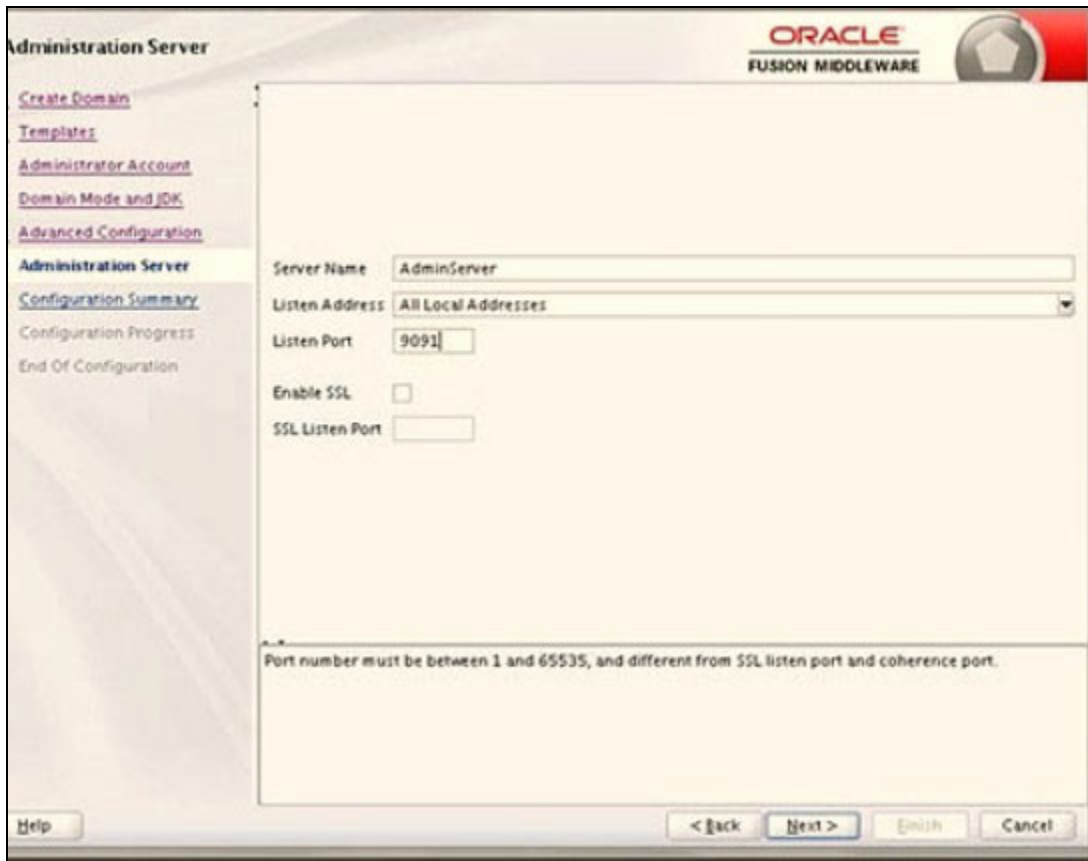 Administration Server
ORACLE
FUSION MIDDLEWARE
Create Domain
Templates
Administrator Account
Domain Mode and JDK
Advanced Configuration
Administration Server
Configuration Summary
Configuration Progress
End Of Configuration
Server Name AdminServer
Listen Address All Local Addresses
Listen Port 9091
Enable SSL
SSL Listen Port
Port number must be between 1 and 65535, and different from SSL listen port and coherence port.
Help < Back Next > Finish Cancel